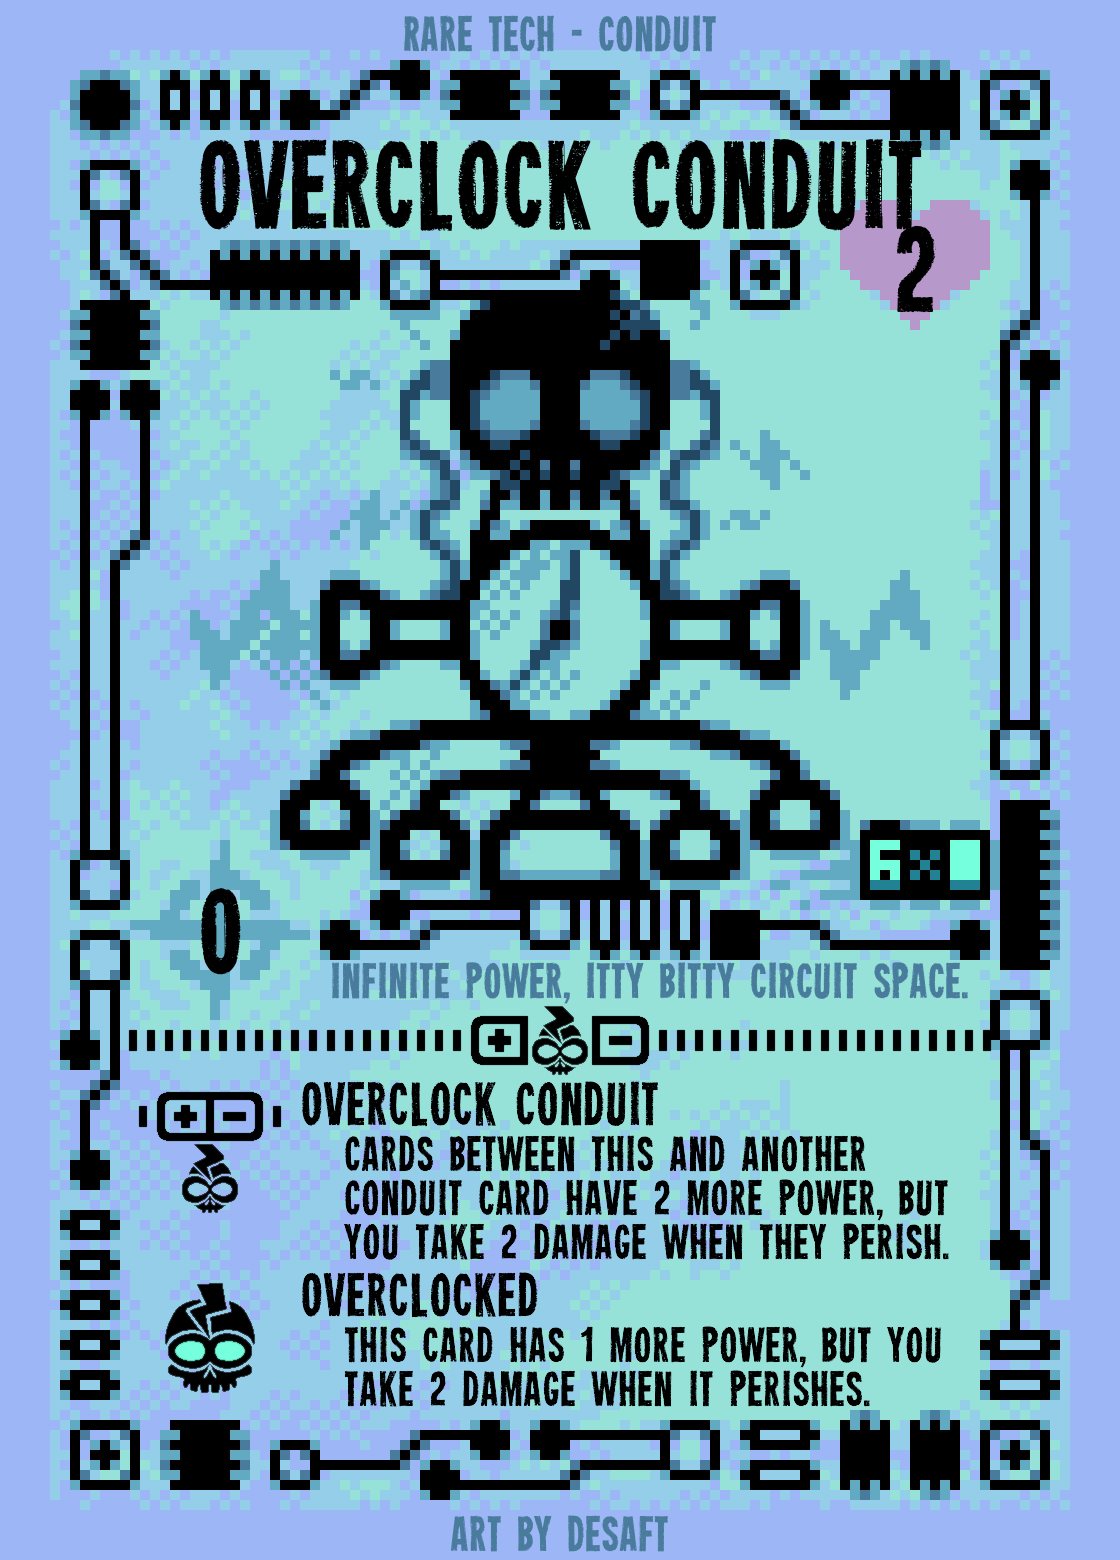 RARE TECH - CONDUIT
OVERCLOCK CONDUIT
2
6
0
INFINITE POWER, ITTY BITTY CIRCUIT SPACE.
OVERCLOCK CONDUIT
CARDS BETWEEN THIS AND ANOTHER
CONDUIT CARD HAVE 2 MORE POWER, BUT
YOU TAKE 2 DAMAGE WHEN THEY PERISH.
OVERCLOCKED
THIS CARD HAS 1 MORE POWER, BUT YOU
TAKE 2 DAMAGE WHEN IT PERISHES.
ART BY DESAFT